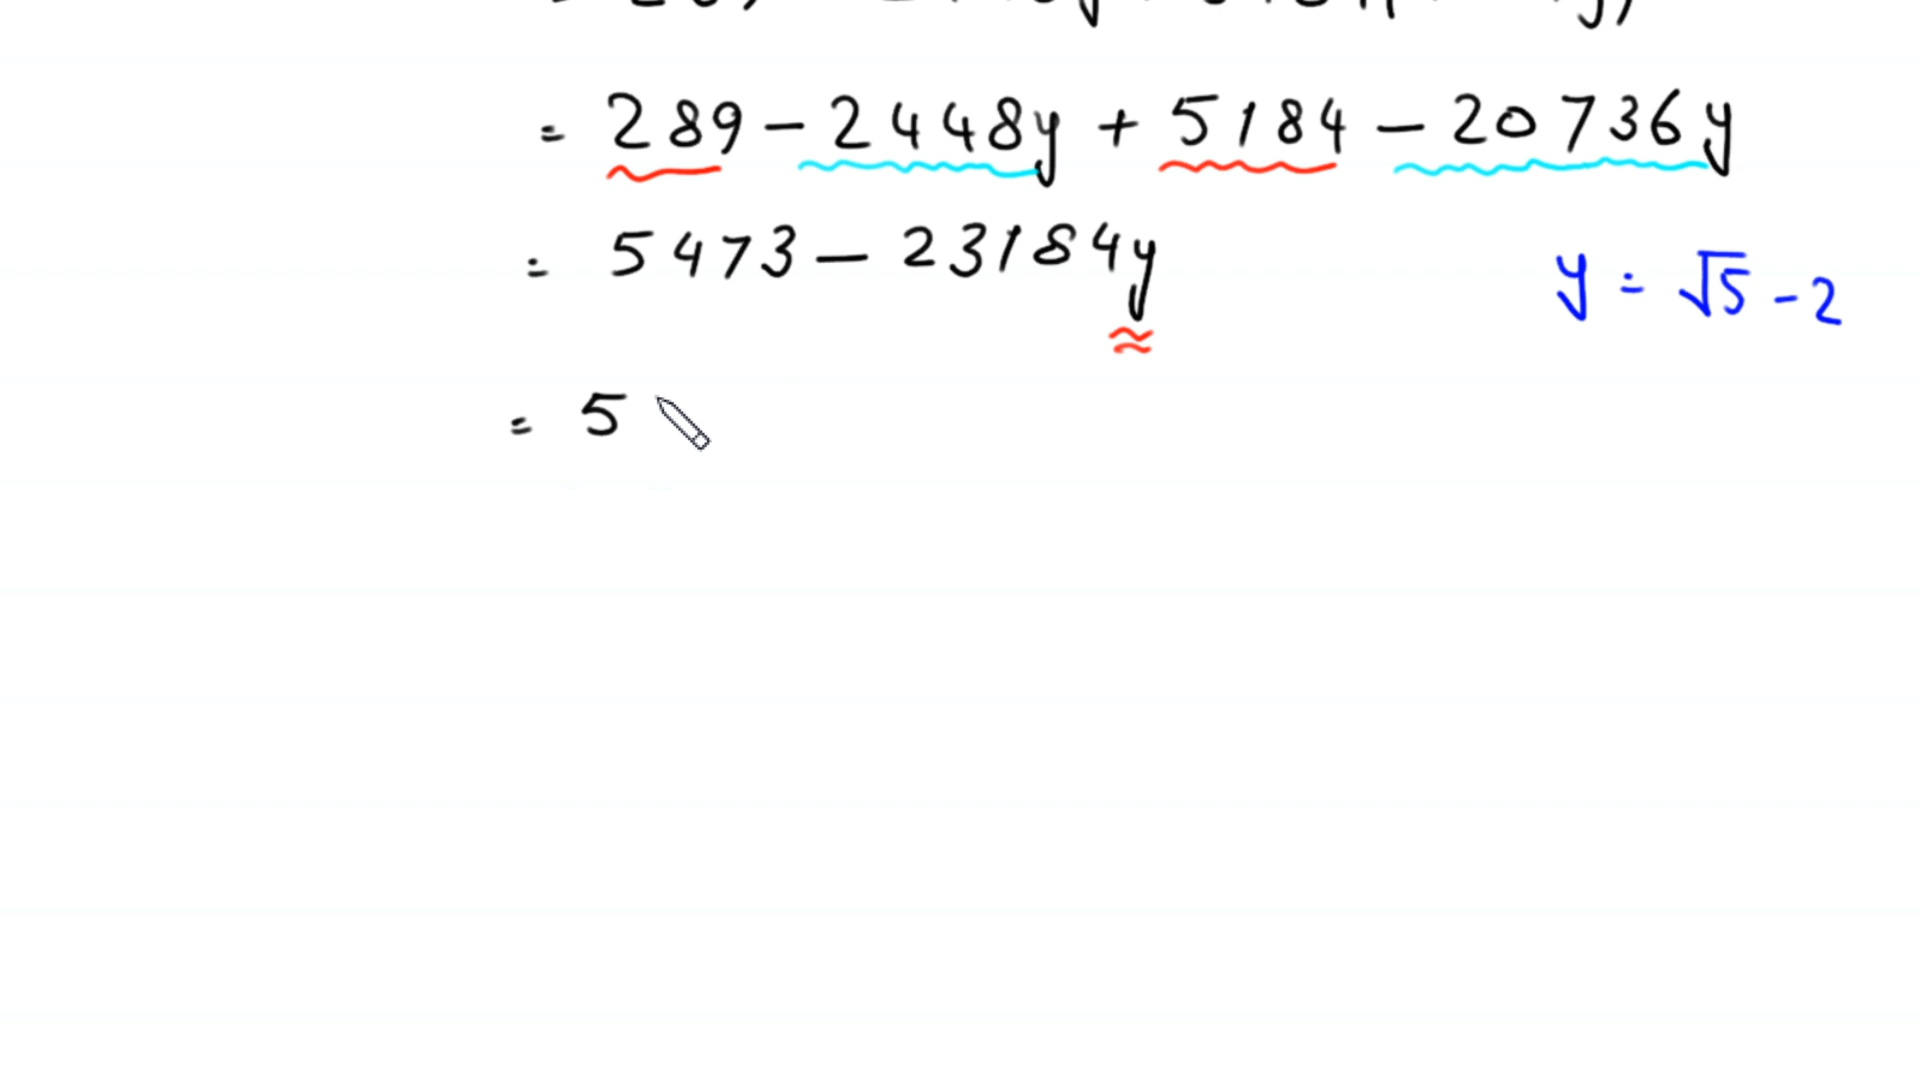 = 289 - 2448y + 5184 - 20736y
= 5473 - 23184y
y = √5 - 2
= 5